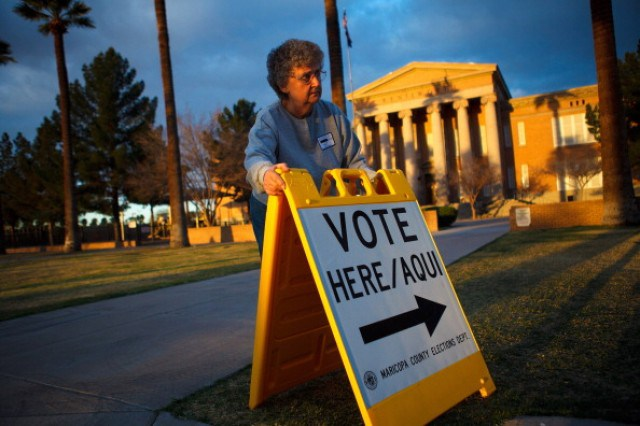 VOTE
HERE/AQUI
MARICOPA COUNTY ELECTIONS DEPT.